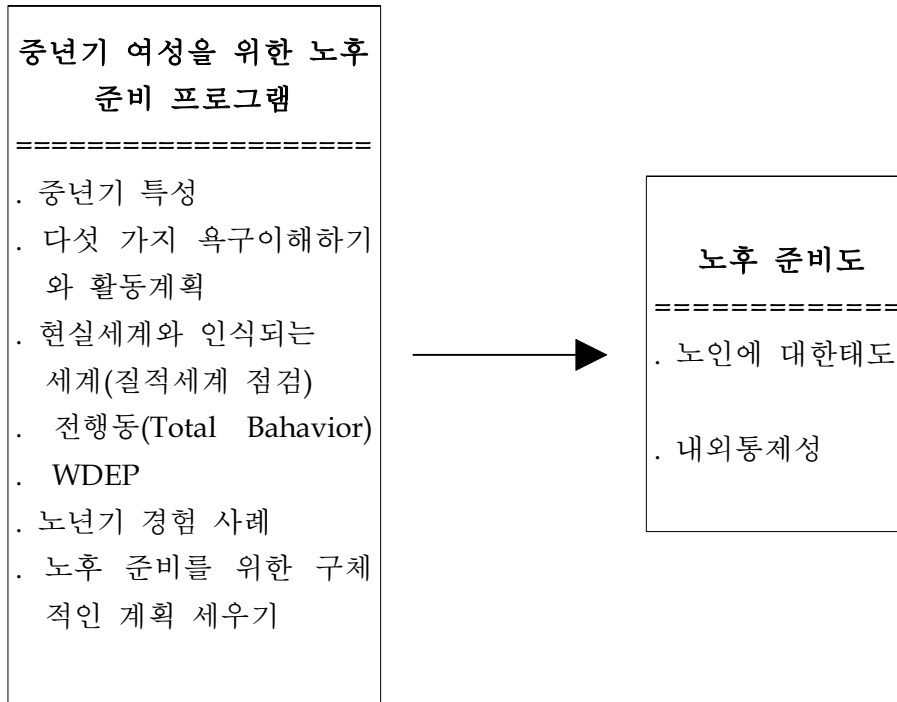 중년기 여성을 위한 노후
준비 프로그램
====================
. 중년기 특성
. 다섯 가지 욕구이해하기
와 활동계획
. 현실세계와 인식되는
세계(질적세계 점검)
. 전행동(Total Bahavior)
. WDEP
. 노년기 경험 사례
. 노후 준비를 위한 구체
적인 계획 세우기
노후 준비도
=============
. 노인에 대한태도
. 내외통제성